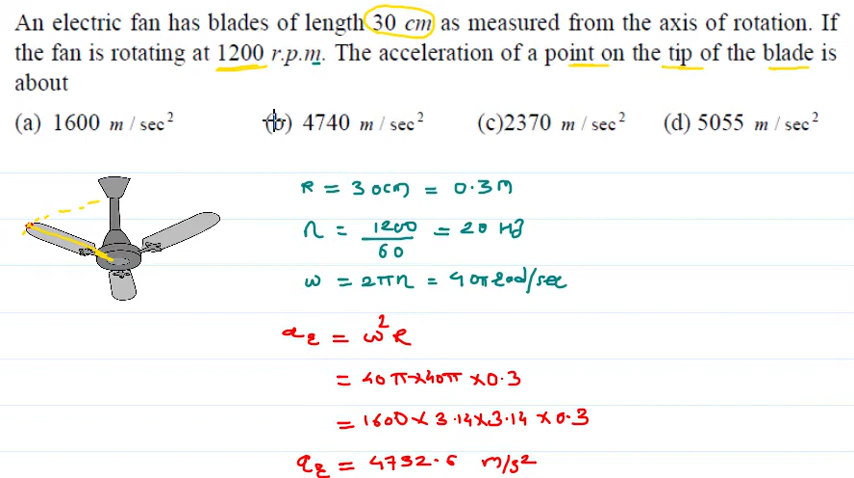 An electric fan has blades of length 30 cm as measured from the axis of rotation. If
the fan is rotating at 1200 r.p.m. The acceleration of a point on the tip of the blade is
about
(a) 1600 m / sec² (b) 4740 m / sec² (c)2370 m / sec² (d) 5055 m / sec²
R = 30cm = 0.3m
n = 1200/60 = 20 Hz
ω = 2πn = 40π rad/sec
a_r = ω²R
= 40π×40π×0.3
= 1600×3.14×3.14×0.3
a_r = 4732.6 m/s²